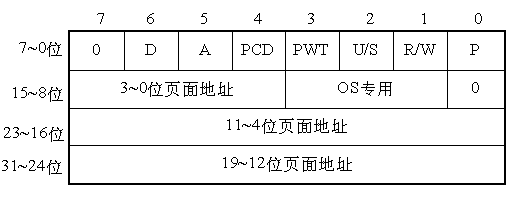 7 6 5 4 3 2 1 0
7~0位 0 D A PCD PWT U/S R/W P
15~8位 3~0位页面地址 OS专用 0
23~16位 11~4位页面地址
31~24位 19~12位页面地址